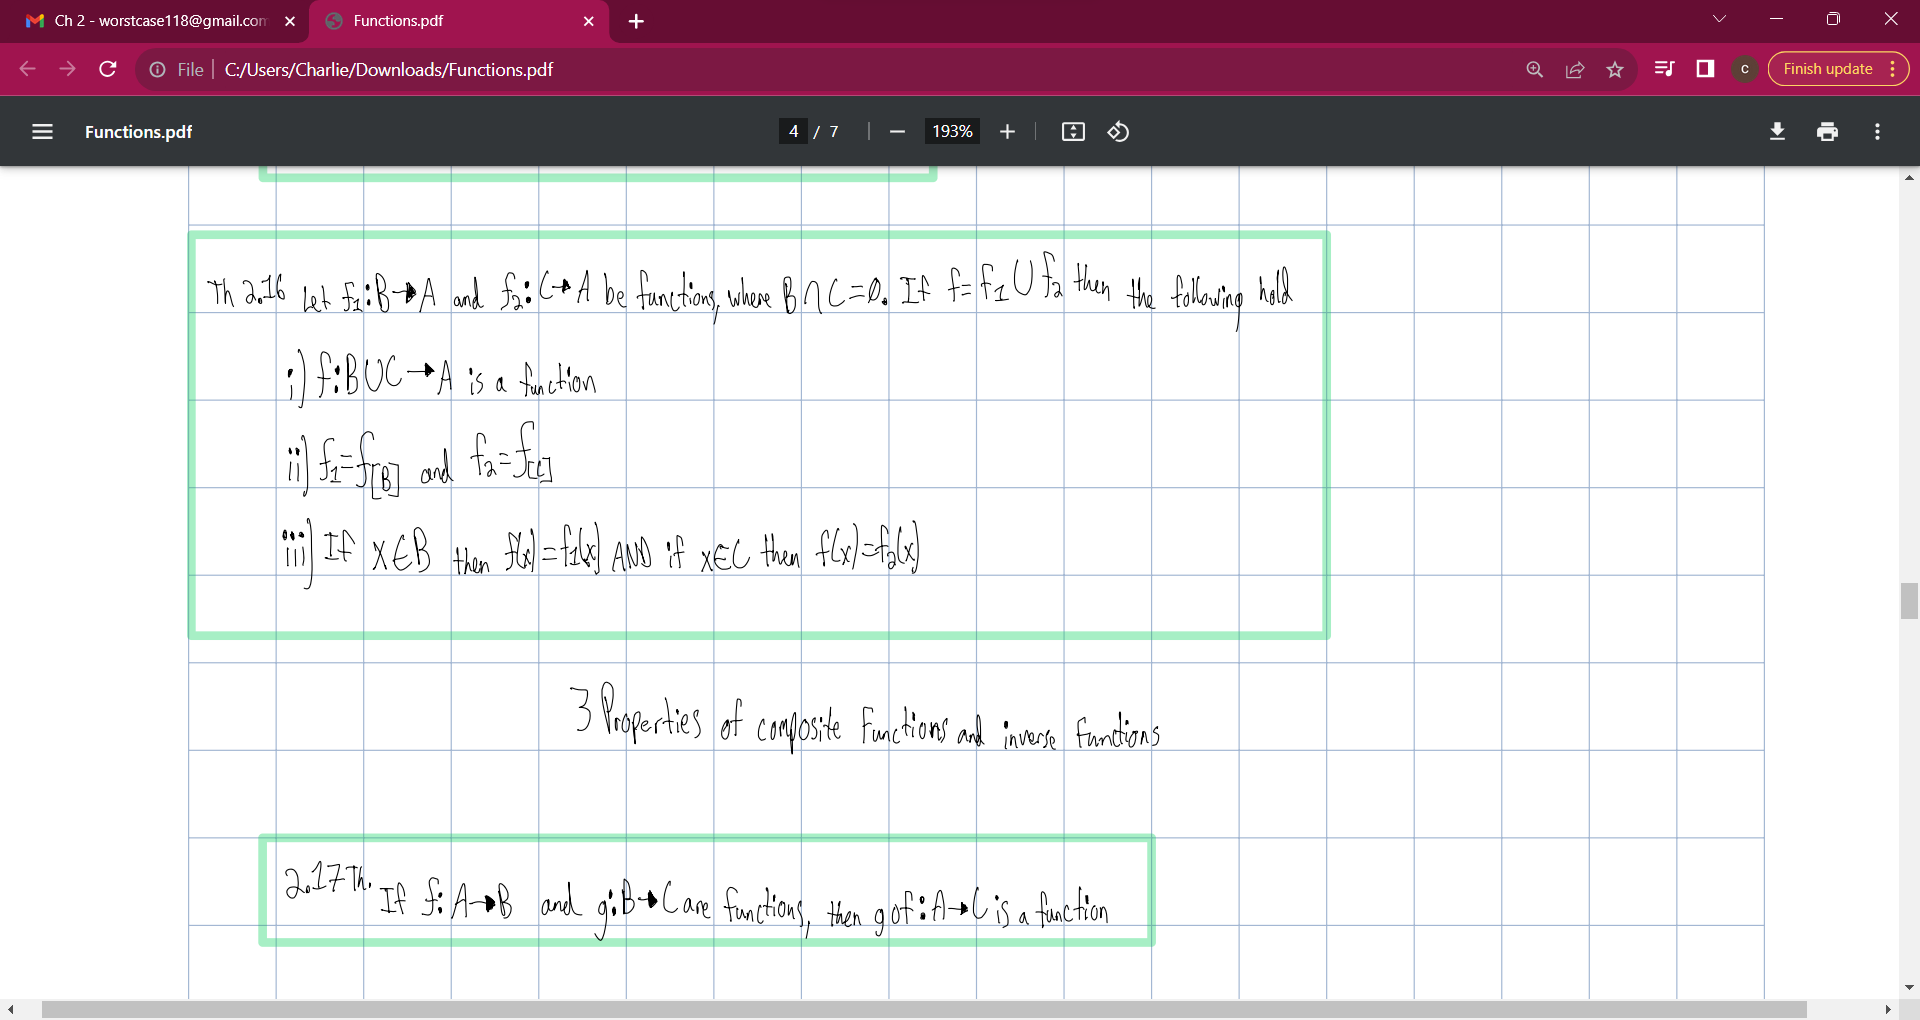 Ch 2 - worstcase118@gmail.com
Functions.pdf
File C:/Users/Charlie/Downloads/Functions.pdf
c
Finish update
Functions.pdf
4 / 7
193%
Th 2.16 Let f₁:B→A and f₂:C→A be functions, where B∩C=∅. If f=f₁∪f₂ then the following hold
i) f:B∪C→A is a function
ii) f₁=f[B] and f₂=f[C]
iii) If x∈B then f(x)=f₁(x) AND if x∈C then f(x)=f₂(x)
3 Properties of composite Functions and inverse functions
2.17 Th. If f:A→B and g:B→C are functions, then gof:A→C is a function